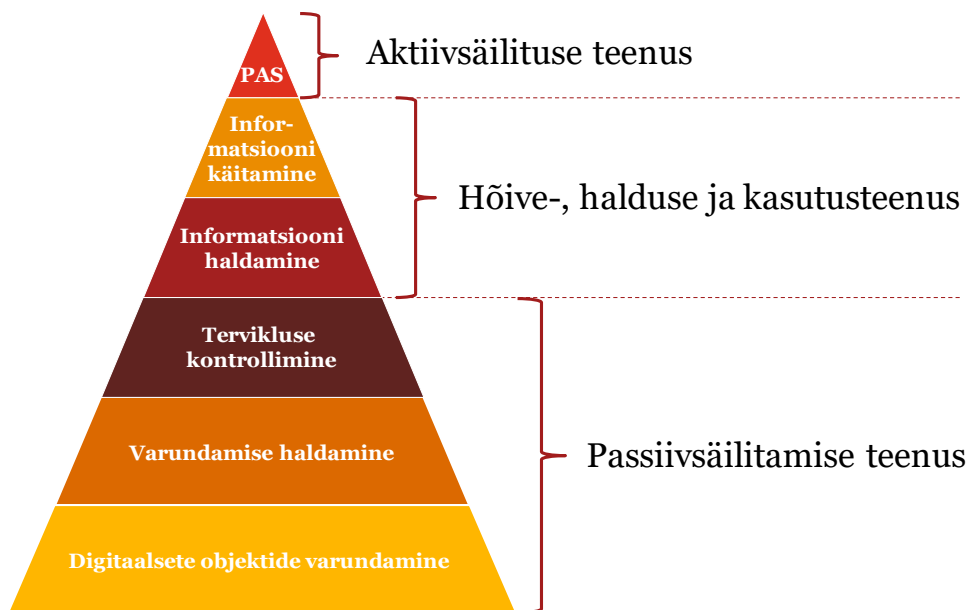 PAS
Aktiivsäilituse teenus
Infor-
matsiooni
käitamine
Hõive-, halduse ja kasutusteenus
Informatsiooni
haldamine
Tervikluse
kontrollimine
Varundamise haldamine
Passiivsäilitamise teenus
Digitaalsete objektide varundamine